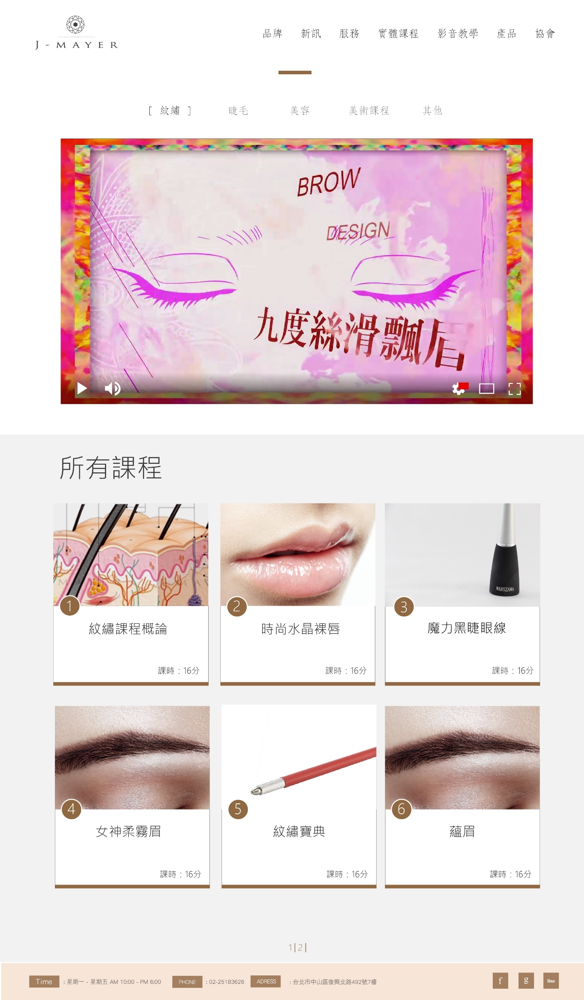 J-MAYER
品牌 新訊 服務 實體課程 影音教學 產品 協會
[ 紋繡 ] 睫毛 美容 美術課程 其他
BROW
DESIGN
九度絲滑飄眉
所有課程
WARSZAWA
1 2 3
紋繡課程概論 時尚水晶裸唇 魔力黑睫眼線
課時：16分 課時：16分 課時：16分
4 5 6
女神柔霧眉 紋繡寶典 蘊眉
課時：16分 課時：16分 課時：16分
1|2|
Time : 星期一 - 星期五 AM 10:00 - PM 6:00 PHONE : 02-25183626 ADRESS : 台北市中山區復興北路492號7樓 f g line